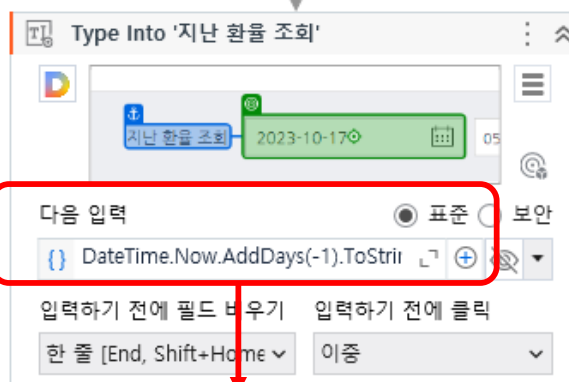 Type Into '지난 환율 조회'
지난 환율 조회 2023-10-17 05
다음 입력 표준 보안
{} DateTime.Now.AddDays(-1).ToStrir
입력하기 전에 필드 비우기 입력하기 전에 클릭
한 줄 [End, Shift+Home 이중